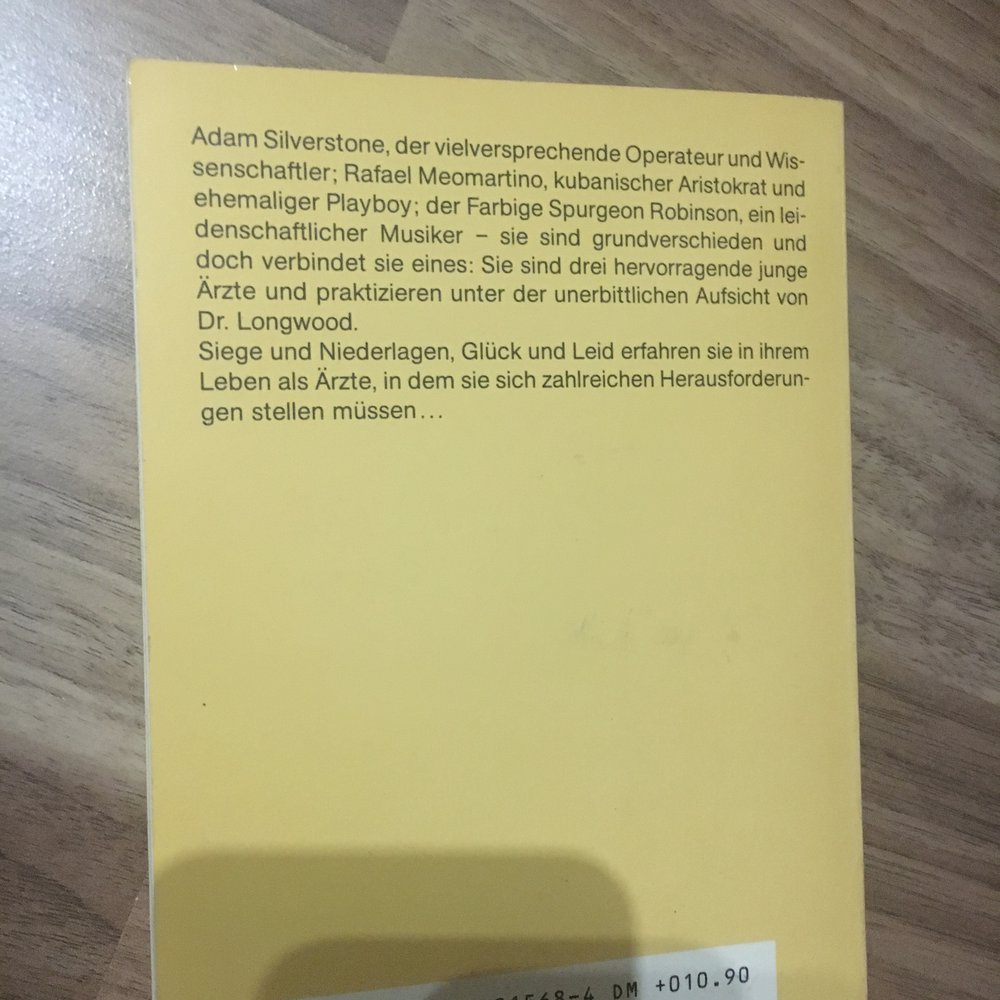 Adam Silverstone, der vielversprechende Operateur und Wis-
senschaftler; Rafael Meomartino, kubanischer Aristokrat und
ehemaliger Playboy; der Farbige Spurgeon Robinson, ein lei-
denschaftlicher Musiker – sie sind grundverschieden und
doch verbindet sie eines: Sie sind drei hervorragende junge
Ärzte und praktizieren unter der unerbittlichen Aufsicht von
Dr. Longwood.
Siege und Niederlagen, Glück und Leid erfahren sie in ihrem
Leben als Ärzte, in dem sie sich zahlreichen Herausforderun-
gen stellen müssen...
DM +010.90